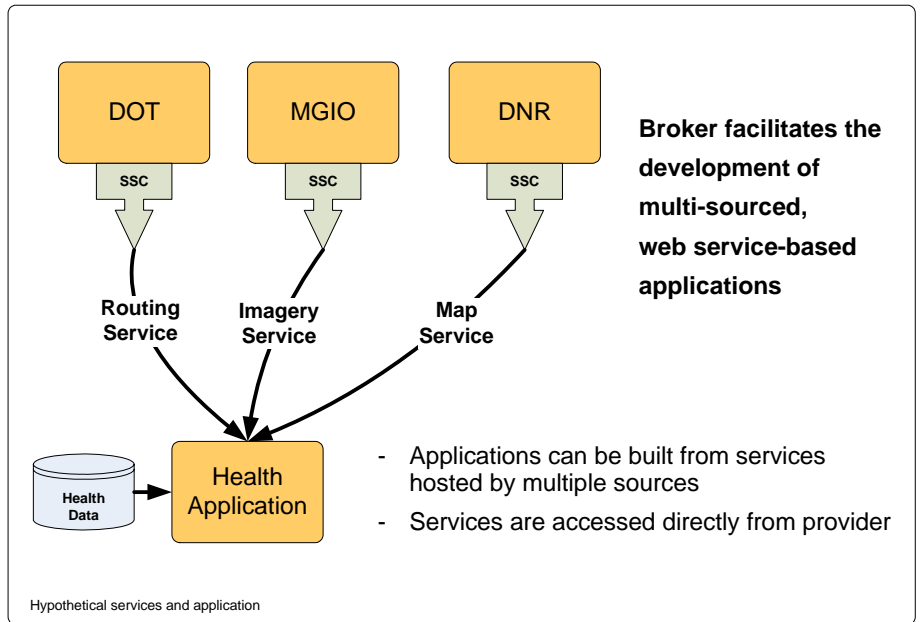 DOT
MGIO
DNR
SSC
SSC
SSC
Broker facilitates the
development of
multi-sourced,
web service-based
applications
Routing
Service
Imagery
Service
Map
Service
Health
Data
Health
Application
- Applications can be built from services
hosted by multiple sources
- Services are accessed directly from provider
Hypothetical services and application